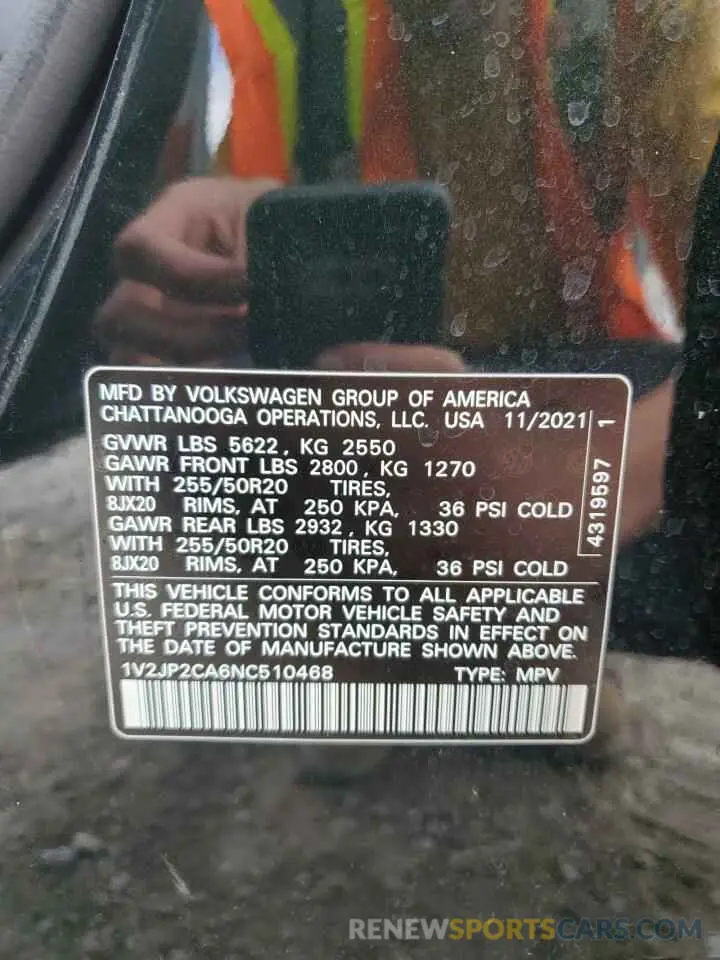 MFD BY VOLKSWAGEN GROUP OF AMERICA
CHATTANOOGA OPERATIONS, LLC. USA 11/2021
GVWR LBS 5622, KG 2550
GAWR FRONT LBS 2800, KG 1270
WITH 255/50R20 TIRES,
8JX20 RIMS, AT 250 KPA, 36 PSI COLD
GAWR REAR LBS 2932, KG 1330
WITH 255/50R20 TIRES,
8JX20 RIMS, AT 250 KPA, 36 PSI COLD
4319597 1
THIS VEHICLE CONFORMS TO ALL APPLICABLE
U.S. FEDERAL MOTOR VEHICLE SAFETY AND
THEFT PREVENTION STANDARDS IN EFFECT ON
THE DATE OF MANUFACTURE SHOWN ABOVE.
1V2JP2CA6NC510468 TYPE: MPV
RENEWSPORTSCARS.COM